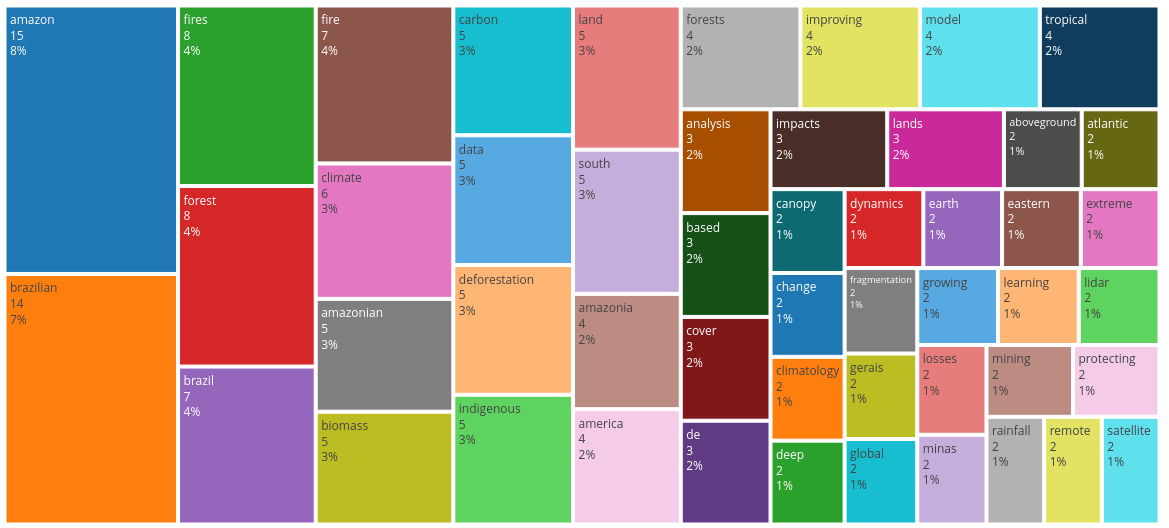 amazon
15
8%
brazilian
14
7%
fires
8
4%
forest
8
4%
brazil
7
4%
fire
7
4%
climate
6
3%
amazonian
5
3%
biomass
5
3%
carbon
5
3%
data
5
3%
deforestation
5
3%
indigenous
5
3%
land
5
3%
south
5
3%
amazonia
4
2%
america
4
2%
forests
4
2%
improving
4
2%
model
4
2%
tropical
4
2%
analysis
3
2%
based
3
2%
cover
3
2%
de
3
2%
impacts
3
2%
lands
3
2%
aboveground
2
1%
atlantic
2
1%
canopy
2
1%
change
2
1%
climatology
2
1%
deep
2
1%
dynamics
2
1%
earth
2
1%
eastern
2
1%
extreme
2
1%
fragmentation
2
1%
gerais
2
1%
global
2
1%
growing
2
1%
learning
2
1%
lidar
2
1%
losses
2
1%
minas
2
1%
mining
2
1%
protecting
2
1%
rainfall
2
1%
remote
2
1%
satellite
2
1%